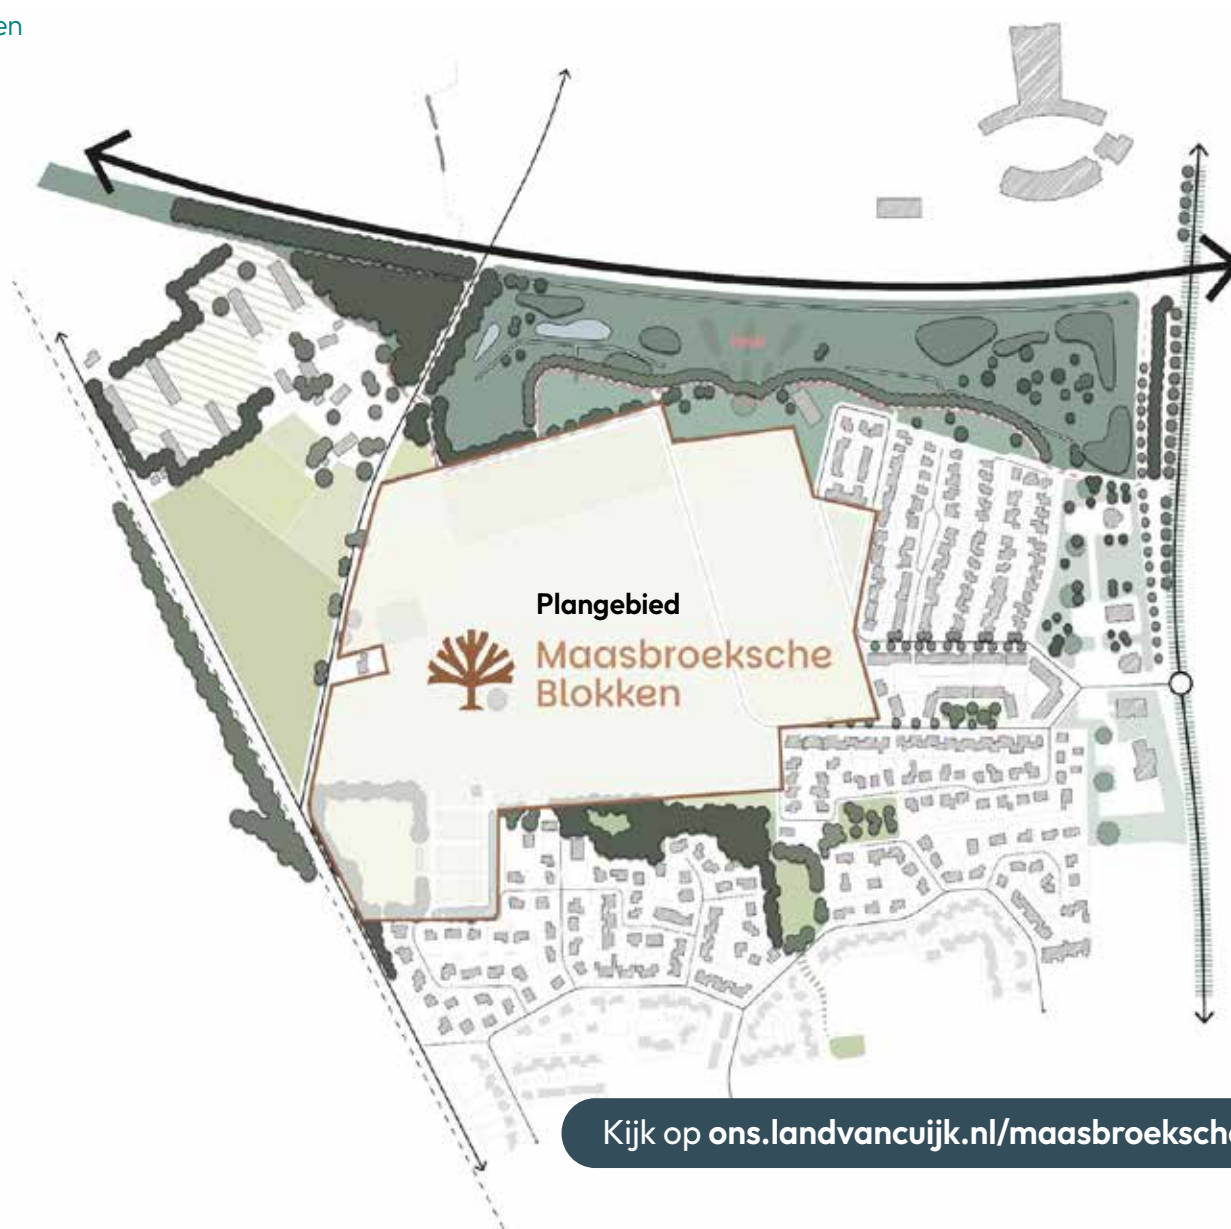 en
Plangebied
Maasbroeksche
Blokken
Kijk op ons.landvancuijk.nl/maasbroeksche